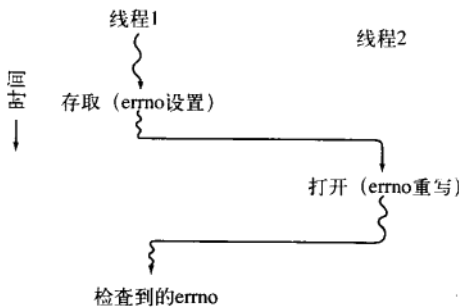 线程1
线程2
时间
存取（errno设置）
打开（errno重写）
检查到的errno